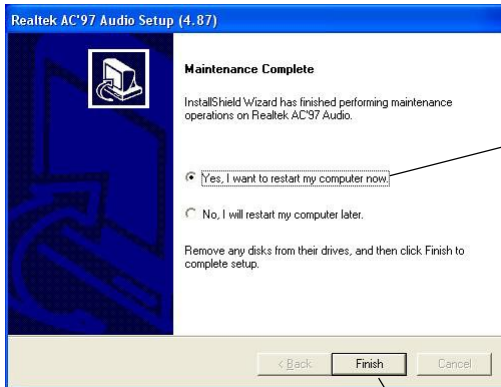 Realtek AC'97 Audio Setup (4.87)
Maintenance Complete
InstallShield Wizard has finished performing maintenance
operations on Realtek AC'97 Audio.
Yes, I want to restart my computer now.
No, I will restart my computer later.
Remove any disks from their drives, and then click Finish to
complete setup.
< Back Finish Cancel